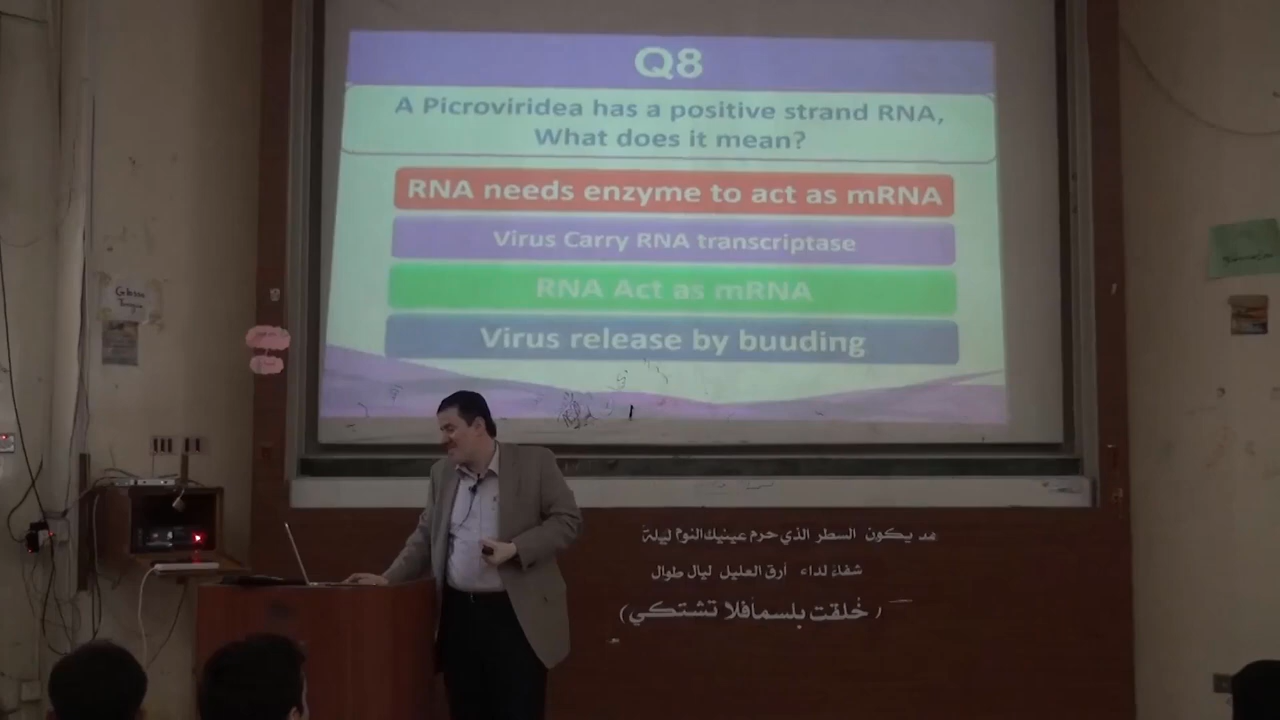 Q8
A Picroviridea has a positive strand RNA,
What does it mean?
RNA needs enzyme to act as mRNA
Virus Carry RNA transcriptase
RNA Act as mRNA
Virus release by buuding
قد يكون السطر الذي حرم عينيك النوم ليلةً
شفاءً لداء أرق العليل ليال طوال
(خُلقت بلسماً فلا تشتكي)